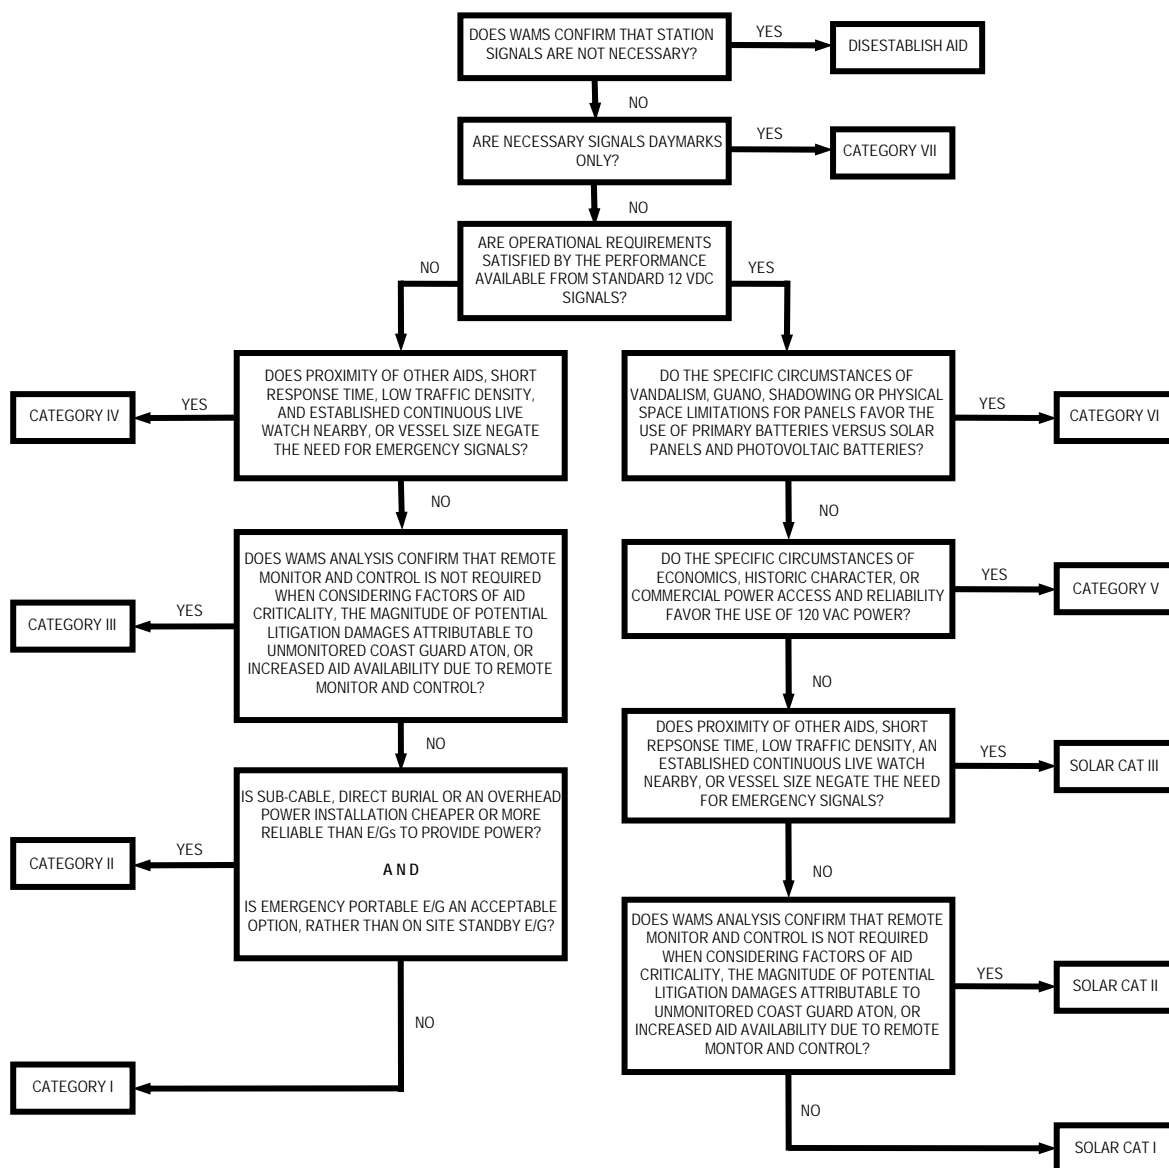 DOES WAMS CONFIRM THAT STATION
SIGNALS ARE NOT NECESSARY?
YES
DISESTABLISH AID
NO
ARE NECESSARY SIGNALS DAYMARKS
ONLY?
YES
CATEGORY VII
NO
ARE OPERATIONAL REQUIREMENTS
SATISFIED BY THE PERFORMANCE
AVAILABLE FROM STANDARD 12 VDC
SIGNALS?
NO
YES
DOES PROXIMITY OF OTHER AIDS, SHORT
RESPONSE TIME, LOW TRAFFIC DENSITY,
AND ESTABLISHED CONTINUOUS LIVE
WATCH NEARBY, OR VESSEL SIZE NEGATE
THE NEED FOR EMERGENCY SIGNALS?
YES
CATEGORY IV
NO
DOES WAMS ANALYSIS CONFIRM THAT REMOTE
MONITOR AND CONTROL IS NOT REQUIRED
WHEN CONSIDERING FACTORS OF AID
CRITICALITY, THE MAGNITUDE OF POTENTIAL
LITIGATION DAMAGES ATTRIBUTABLE TO
UNMONITORED COAST GUARD ATON, OR
INCREASED AID AVAILABILITY DUE TO REMOTE
MONITOR AND CONTROL?
YES
CATEGORY III
NO
IS SUB-CABLE, DIRECT BURIAL OR AN OVERHEAD
POWER INSTALLATION CHEAPER OR MORE
RELIABLE THAN E/Gs TO PROVIDE POWER?
AND
IS EMERGENCY PORTABLE E/G AN ACCEPTABLE
OPTION, RATHER THAN ON SITE STANDBY E/G?
YES
CATEGORY II
NO
CATEGORY I
DO THE SPECIFIC CIRCUMSTANCES OF
VANDALISM, GUANO, SHADOWING OR PHYSICAL
SPACE LIMITATIONS FOR PANELS FAVOR THE
USE OF PRIMARY BATTERIES VERSUS SOLAR
PANELS AND PHOTOVOLTAIC BATTERIES?
YES
CATEGORY VI
NO
DO THE SPECIFIC CIRCUMSTANCES OF
ECONOMICS, HISTORIC CHARACTER, OR
COMMERCIAL POWER ACCESS AND RELIABILITY
FAVOR THE USE OF 120 VAC POWER?
YES
CATEGORY V
NO
DOES PROXIMITY OF OTHER AIDS, SHORT
REPSONSE TIME, LOW TRAFFIC DENSITY, AN
ESTABLISHED CONTINUOUS LIVE WATCH
NEARBY, OR VESSEL SIZE NEGATE THE NEED
FOR EMERGENCY SIGNALS?
YES
SOLAR CAT III
NO
DOES WAMS ANALYSIS CONFIRM THAT REMOTE
MONITOR AND CONTROL IS NOT REQUIRED
WHEN CONSIDERING FACTORS OF AID
CRITICALITY, THE MAGNITUDE OF POTENTIAL
LITIGATION DAMAGES ATTRIBUTABLE TO
UNMONITORED COAST GUARD ATON, OR
INCREASED AID AVAILABILITY DUE TO REMOTE
MONTOR AND CONTROL?
YES
SOLAR CAT II
NO
SOLAR CAT I